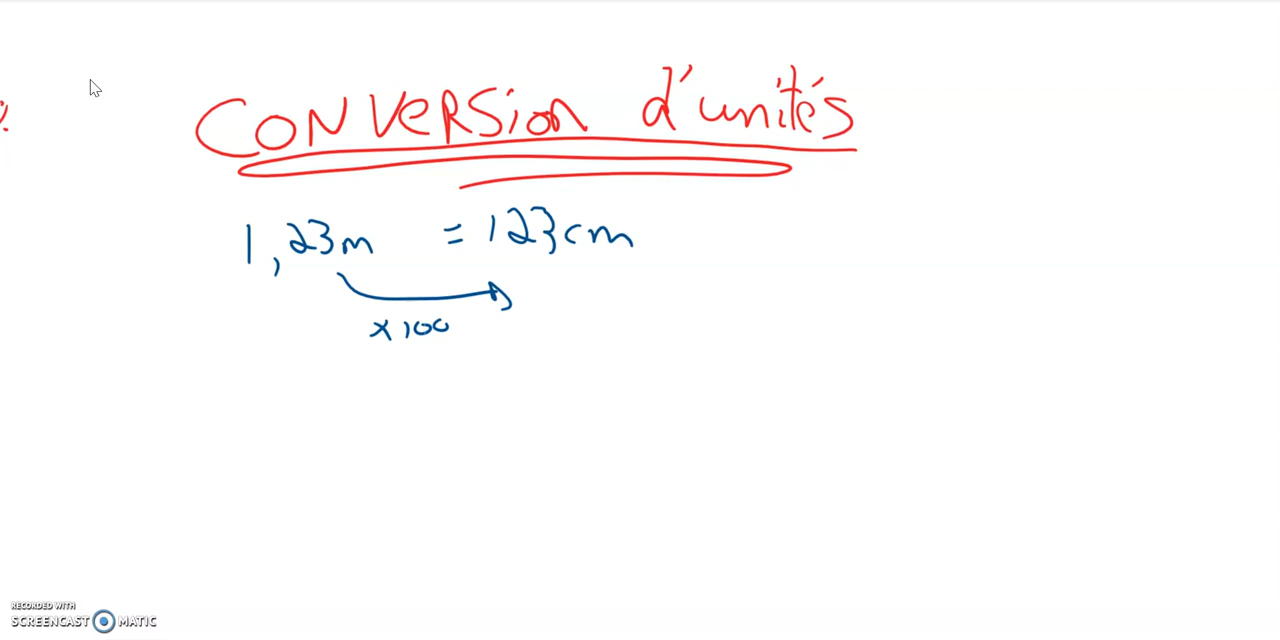 CONVERSion d'unités
1,23m = 123cm
x100
RECORDED WITH
SCREENCAST MATIC